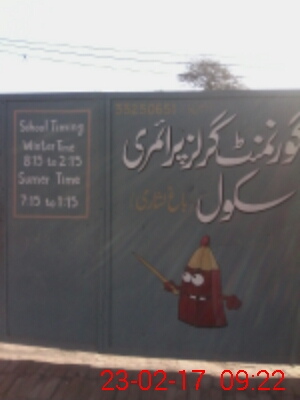 School Timing
Winter Time
8:15 to 2:15
Sumer Time
7:15 to 1:15
گورنمنٹ گرلز پرائمری
سکول
23-02-17 09:22